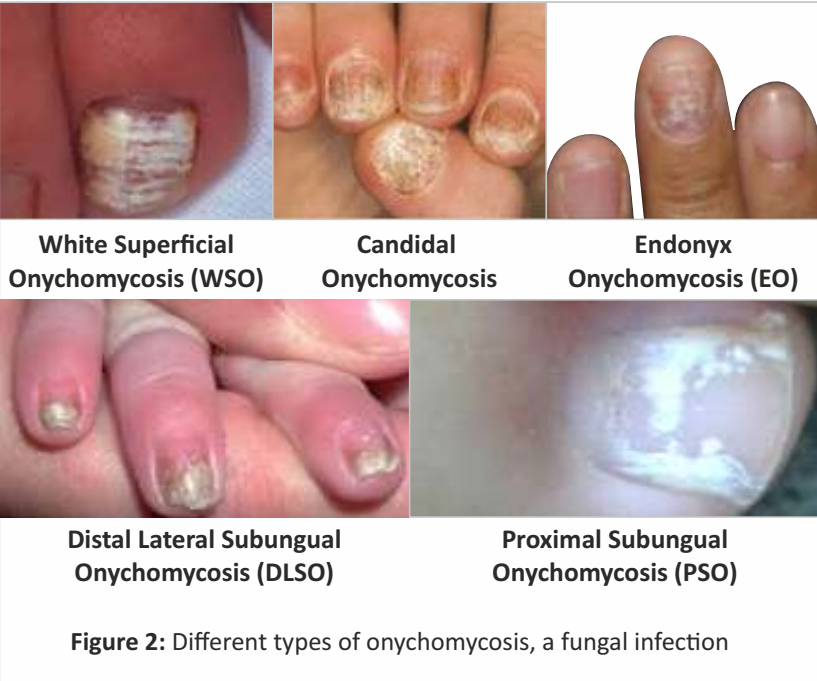 White Superficial
Onychomycosis (WSO)
Candidal
Onychomycosis
Endonyx
Onychomycosis (EO)
Distal Lateral Subungual
Onychomycosis (DLSO)
Proximal Subungual
Onychomycosis (PSO)
Figure 2: Different types of onychomycosis, a fungal infection